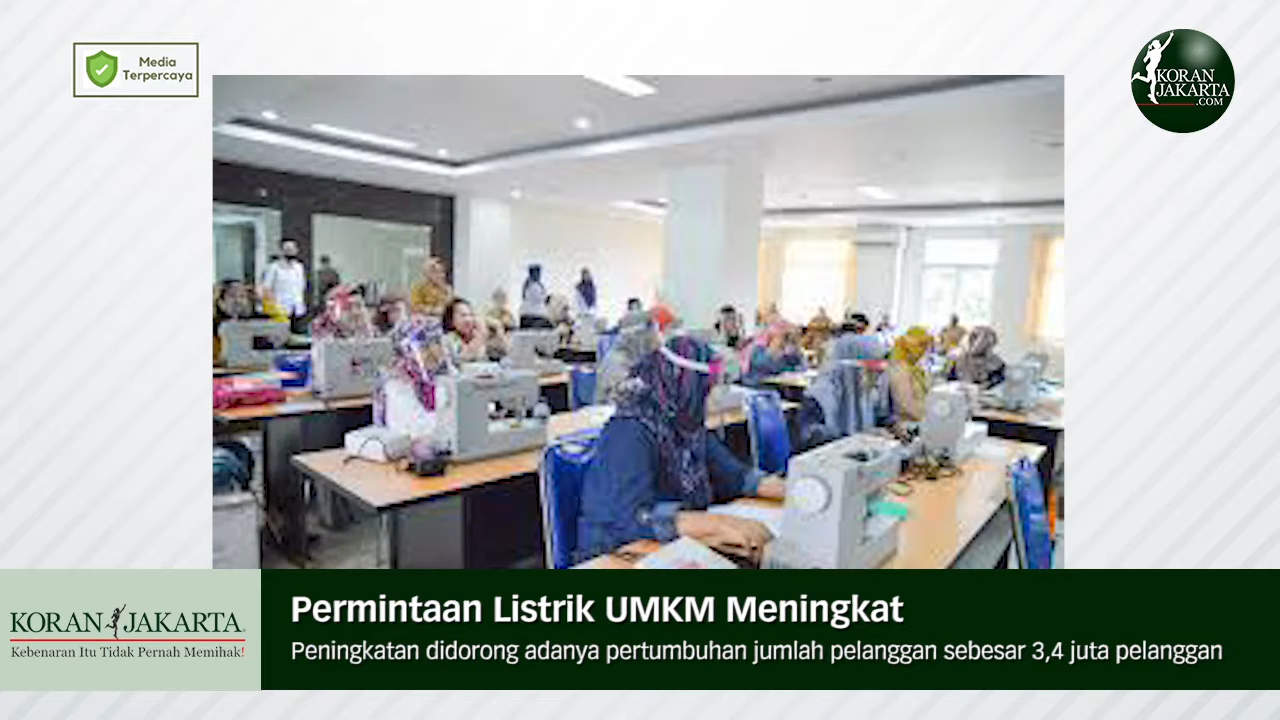 Media
Terpercaya
KORAN
JAKARTA
.COM
KORAN JAKARTA
Kebenaran Itu Tidak Pernah Memihak!
Permintaan Listrik UMKM Meningkat
Peningkatan didorong adanya pertumbuhan jumlah pelanggan sebesar 3,4 juta pelanggan